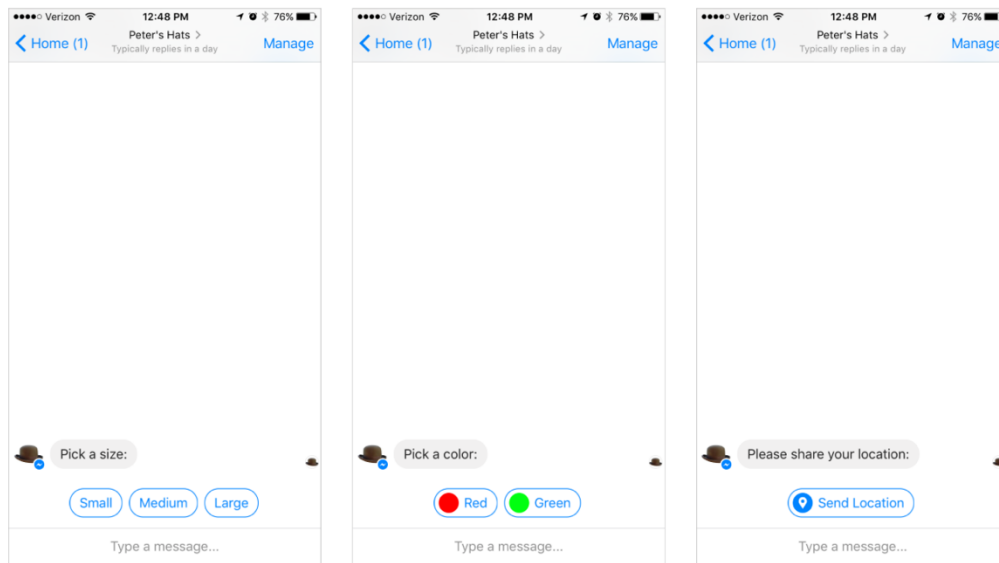 Verizon 12:48 PM 76%
Home (1) Peter's Hats Manage
Typically replies in a day
Pick a size:
Small Medium Large
Type a message...
Verizon 12:48 PM 76%
Home (1) Peter's Hats Manage
Typically replies in a day
Pick a color:
Red Green
Type a message...
Verizon 12:48 PM 76%
Home (1) Peter's Hats Manage
Typically replies in a day
Please share your location:
Send Location
Type a message...